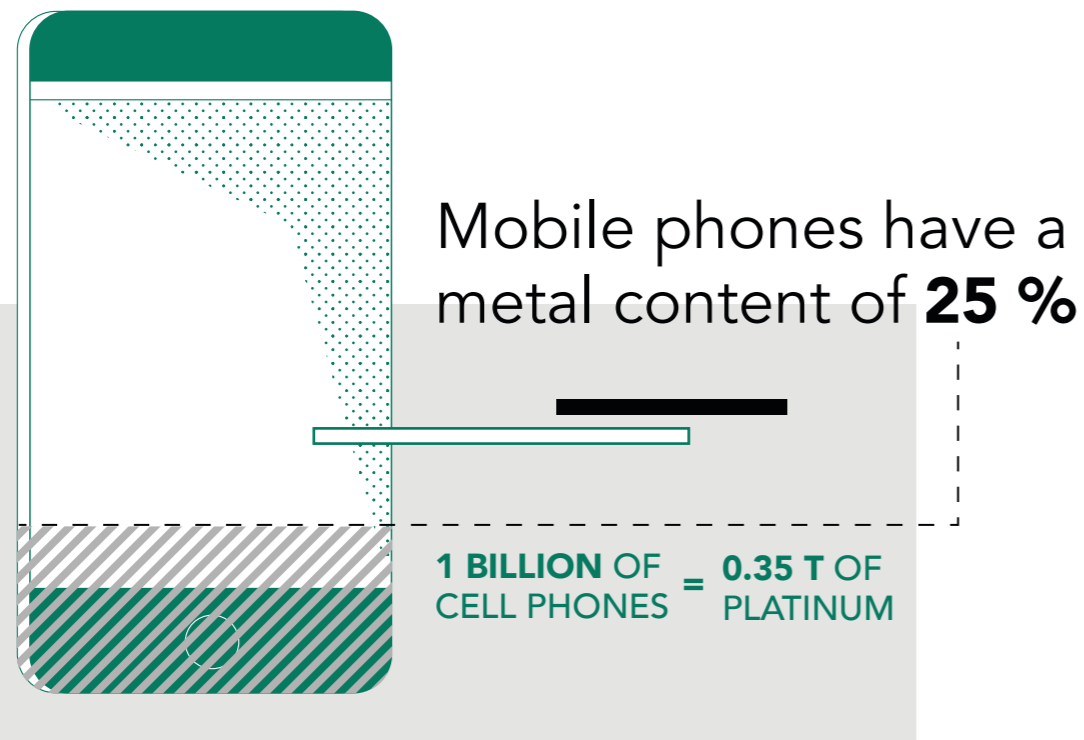 Mobile phones have a
metal content of 25 %
1 BILLION OF
CELL PHONES
=
0.35 T OF
PLATINUM